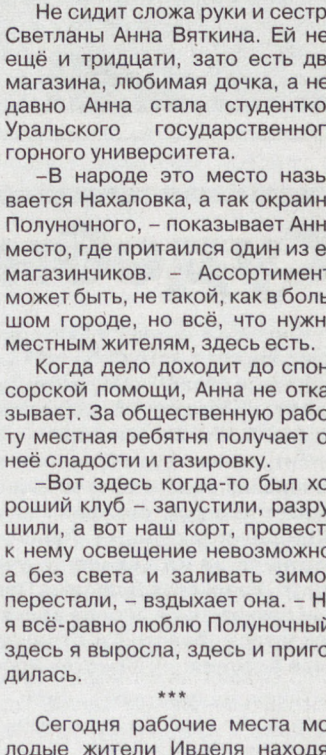 Не сидит сложа руки и сестр
Светланы Анна Вяткина. Ей не
ещё и тридцати, зато есть дв
магазина, любимая дочка, а не
давно Анна стала студентко
Уральского государственног
горного университета.
–В народе это место назы
вается Нахаловка, а так окраин
Полуночного, – показывает Анн
место, где притаился один из е
магазинчиков. – Ассортимент
может быть, не такой, как в боль
шом городе, но всё, что нужн
местным жителям, здесь есть.
Когда дело доходит до спон
сорской помощи, Анна не отка
зывает. За общественную рабо
ту местная ребятня получает о
неё сладости и газировку.
–Вот здесь когда-то был хо
роший клуб – запустили, разру
шили, а вот наш корт, провест
к нему освещение невозможно
а без света и заливать зимо
перестали, – вздыхает она. – Н
я всё-равно люблю Полуночный
здесь я выросла, здесь и приго
дилась.
***
Сегодня рабочие места мо
лодые жители Ивделя находя